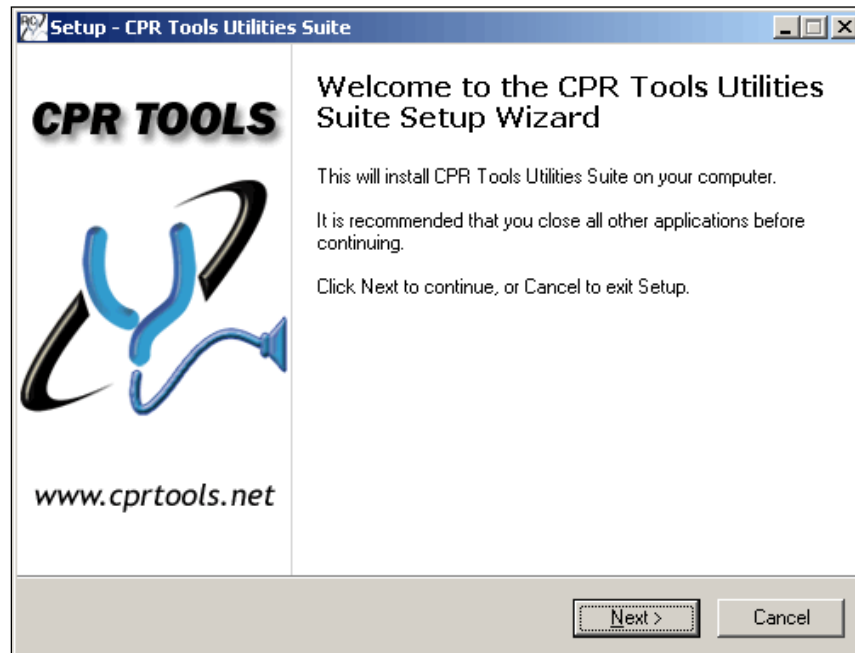 Setup - CPR Tools Utilities Suite
CPR TOOLS
www.cprtools.net
Welcome to the CPR Tools Utilities
Suite Setup Wizard
This will install CPR Tools Utilities Suite on your computer.
It is recommended that you close all other applications before
continuing.
Click Next to continue, or Cancel to exit Setup.
Next >
Cancel